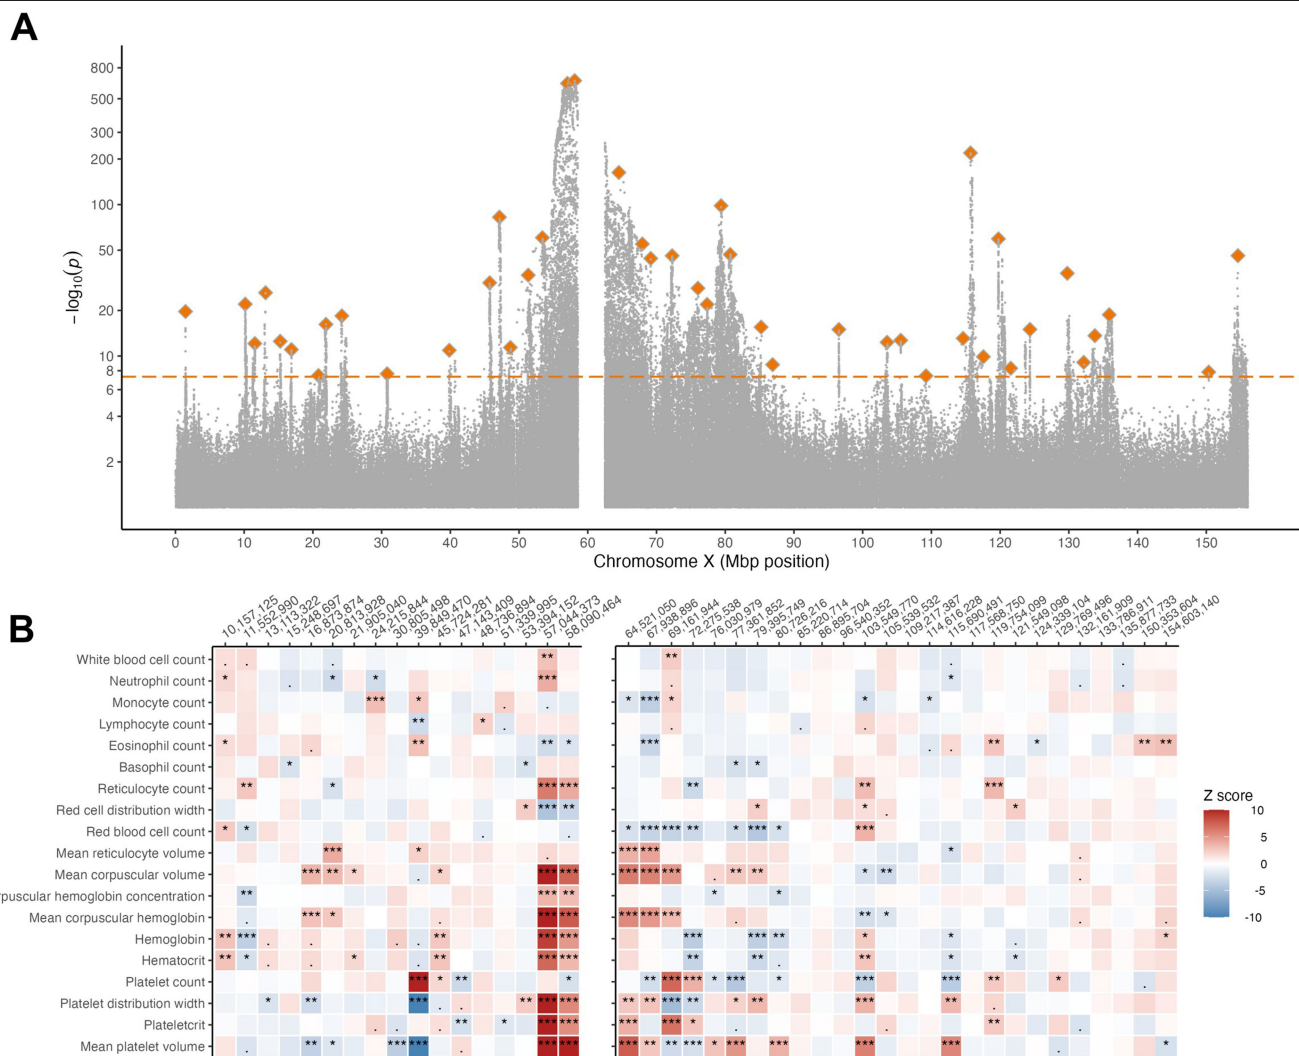 A
800
500
300
200
100
50
20
10
8
6
4
2
−log10(p)
0 10 20 30 40 50 60 70 80 90 100 110 120 130 140 150
Chromosome X (Mbp position)
B
10,157,125 11,552,990 13,113,322 15,248,697 16,873,874 20,813,928 21,905,040 24,215,844 30,805,498 39,849,470 45,724,281 47,143,409 48,736,894 51,339,995 53,394,152 57,044,373 58,090,464
64,521,050 67,938,896 69,161,944 72,275,538 76,030,979 77,361,852 79,395,749 80,726,216 85,220,714 86,895,704 96,540,352 103,549,770 105,539,532 109,217,387 114,616,228 115,690,491 117,568,750 119,754,099 121,549,098 124,339,104 129,769,496 132,161,909 133,786,911 135,877,733 150,353,604 154,603,140
White blood cell count
Neutrophil count
Monocyte count
Lymphocyte count
Eosinophil count
Basophil count
Reticulocyte count
Red cell distribution width
Red blood cell count
Mean reticulocyte volume
Mean corpuscular volume
rpuscular hemoglobin concentration
Mean corpuscular hemoglobin
Hemoglobin
Hematocrit
Platelet count
Platelet distribution width
Plateletcrit
Mean platelet volume
Z score
10
5
0
-5
-10